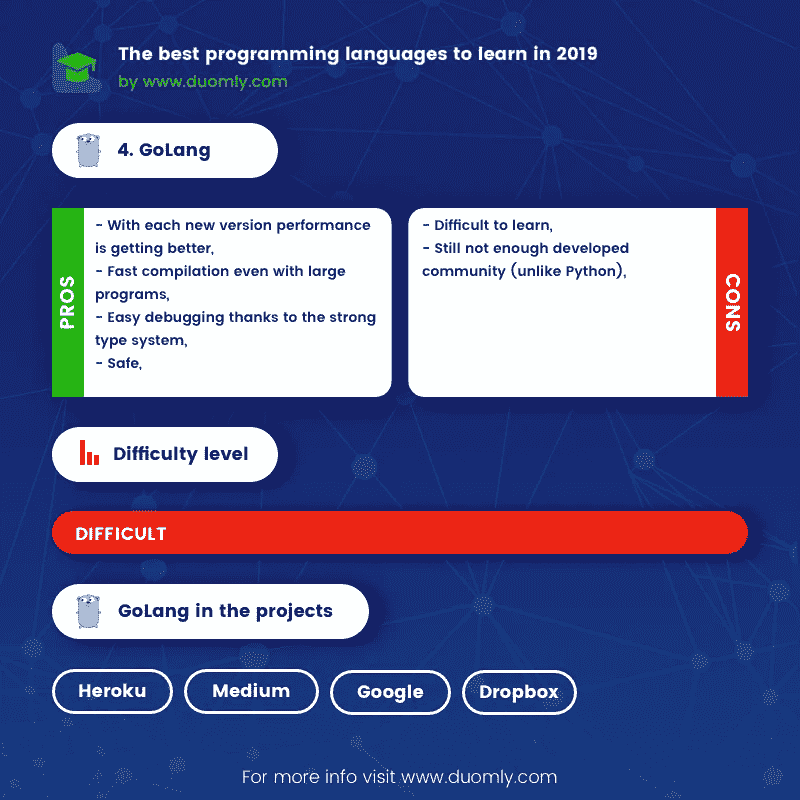 The best programming languages to learn in 2019
by www.duomly.com
4. GoLang
PROS
- With each new version performance
is getting better,
- Fast compilation even with large
programs,
- Easy debugging thanks to the strong
type system,
- Safe,
- Difficult to learn,
- Still not enough developed
community (unlike Python),
CONS
Difficulty level
DIFFICULT
GoLang in the projects
Heroku
Medium
Google
Dropbox
For more info visit www.duomly.com